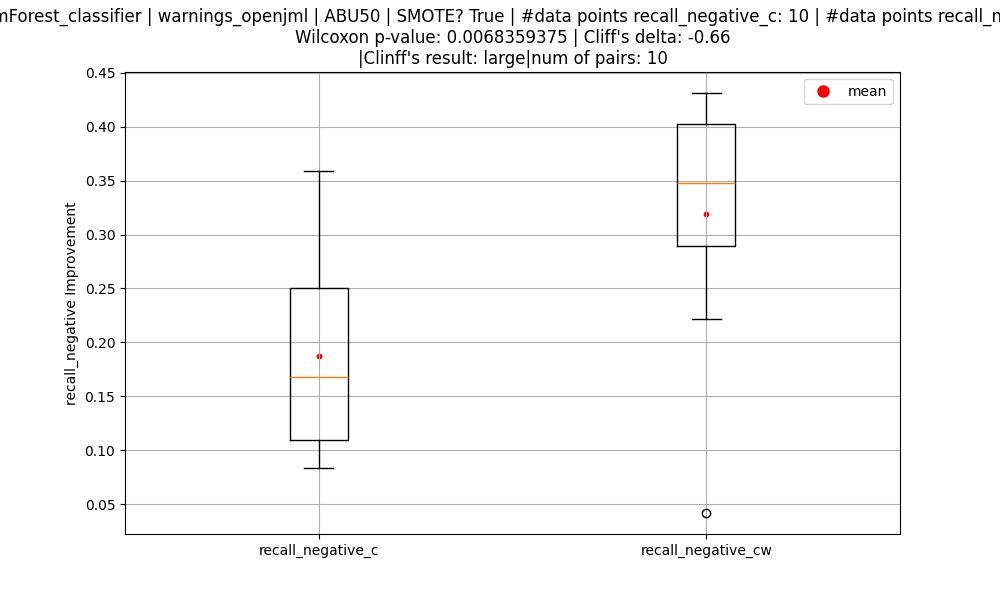 mForest_classifier | warnings_openjml | ABU50 | SMOTE? True | #data points recall_negative_c: 10 | #data points recall_n
Wilcoxon p-value: 0.0068359375 | Cliff's delta: -0.66
|Clinff's result: large|num of pairs: 10
0.45
mean
0.40
0.35
0.30
0.25
0.20
0.15
0.10
0.05
recall_negative Improvement
recall_negative_c
recall_negative_cw